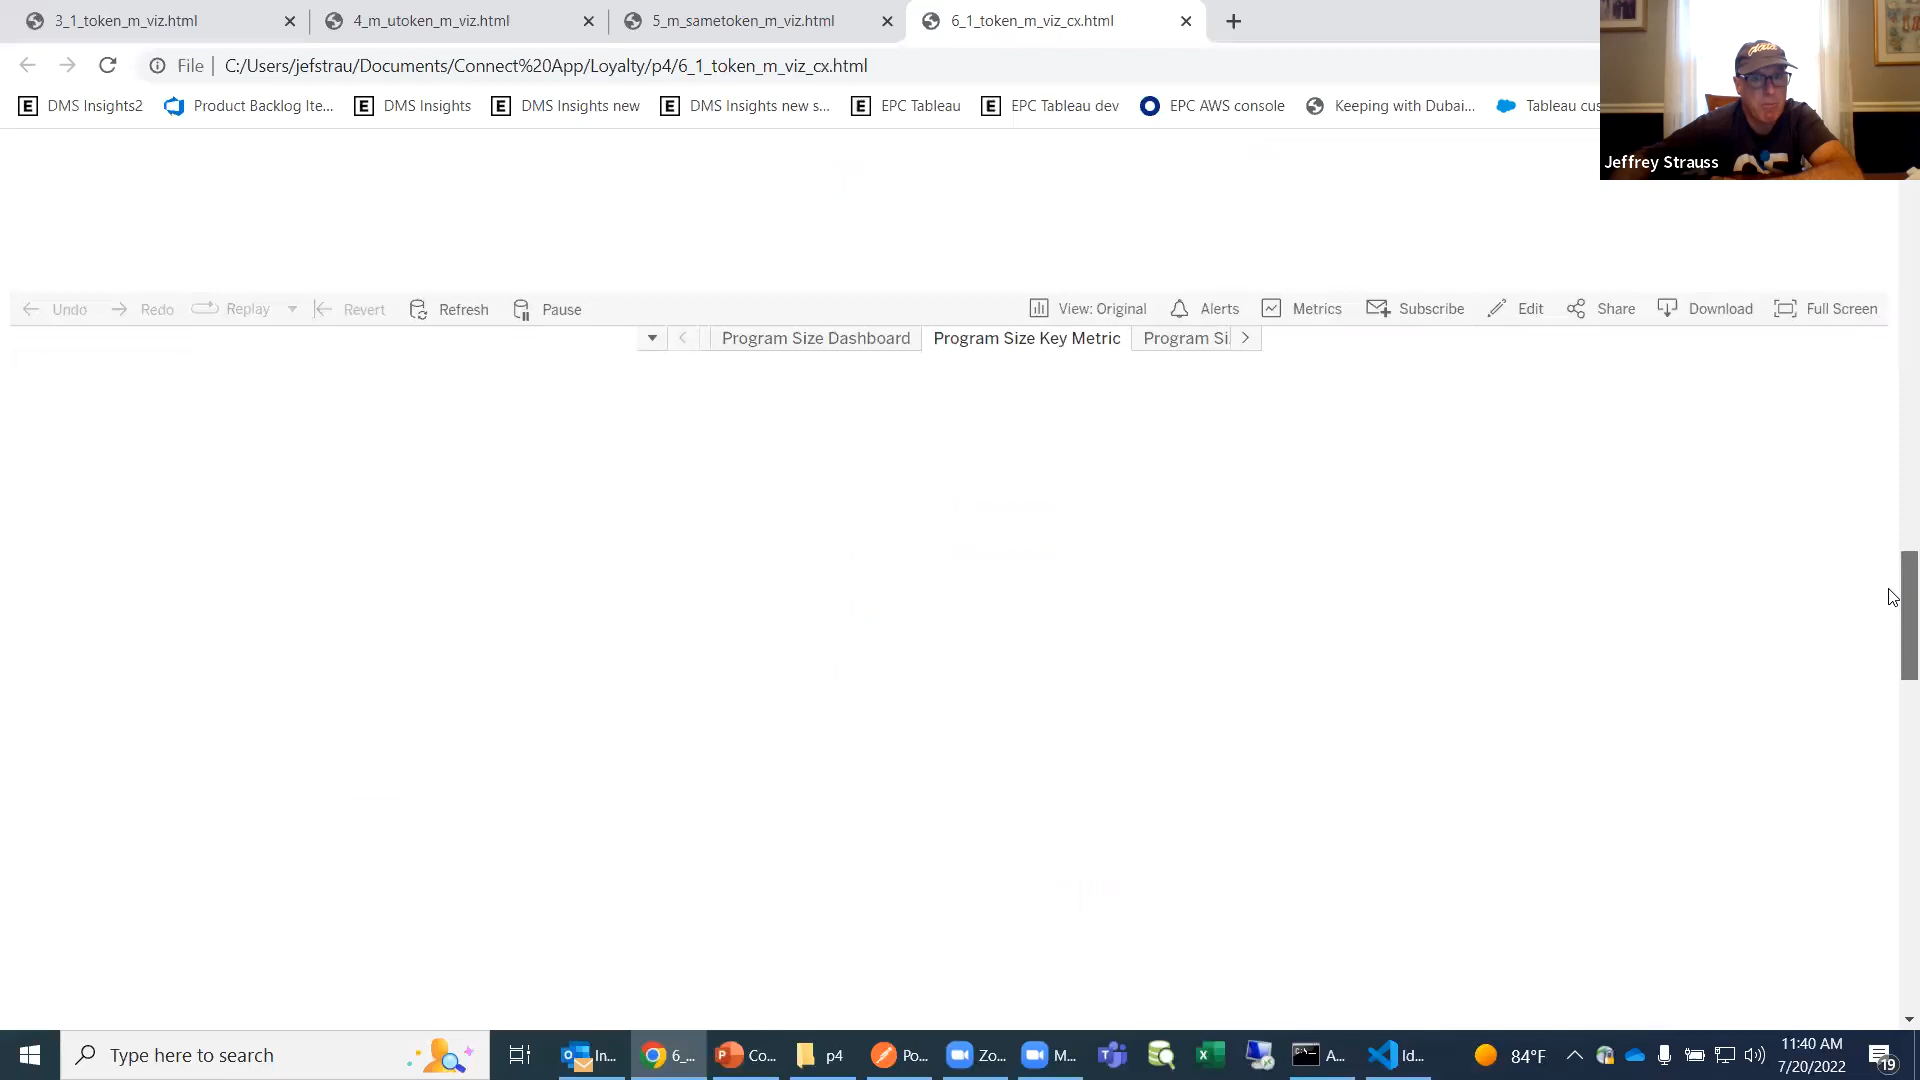 3_1_token_m_viz.html
4_m_utoken_m_viz.html
5_m_sametoken_m_viz.html
6_1_token_m_viz_cx.html
File C:/Users/jefstrau/Documents/Connect%20App/Loyalty/p4/6_1_token_m_viz_cx.html
E DMS Insights2
Product Backlog Ite...
E DMS Insights
E DMS Insights new
E DMS Insights new s...
E EPC Tableau
E EPC Tableau dev
EPC AWS console
Keeping with Dubai...
Tableau cus
Jeffrey Strauss
Undo Redo Replay Revert Refresh Pause View: Original Alerts Metrics Subscribe Edit Share Download Full Screen
Program Size Dashboard Program Size Key Metric Program Si
Type here to search
In...
6_...
Co...
p4
Po...
Zo...
M...
A...
Id...
84°F
11:40 AM
7/20/2022
19